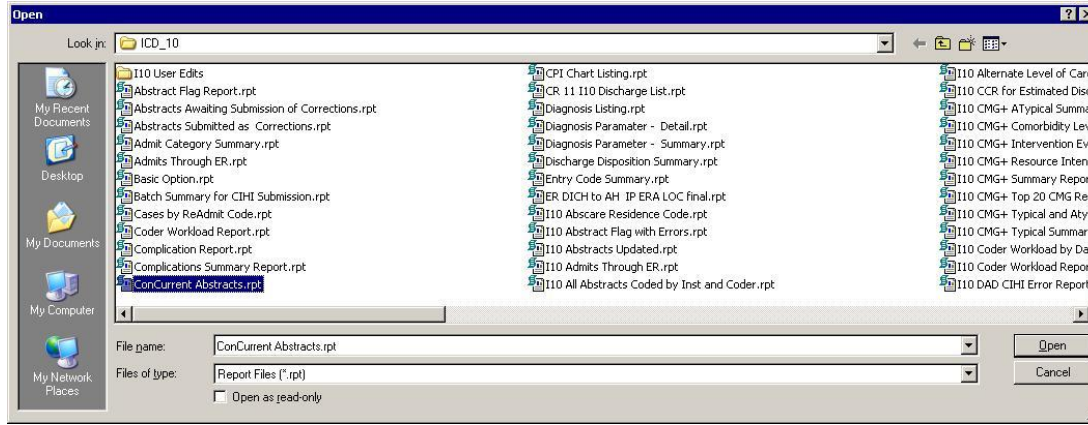 Open
Look in: ICD_10
My Recent Documents
Desktop
My Documents
My Computer
My Network Places
I10 User Edits
Abstract Flag Report.rpt
Abstracts Awaiting Submission of Corrections.rpt
Abstracts Submitted as  Corrections.rpt
Admit Category Summary.rpt
Admits Through ER.rpt
Basic Option.rpt
Batch Summary for CIHI Submission.rpt
Cases by ReAdmit Code.rpt
Coder Workload Report.rpt
Complication Report.rpt
Complications Summary Report.rpt
ConCurrent Abstracts.rpt
CPI Chart Listing.rpt
CR 11 I10 Discharge List.rpt
Diagnosis Listing.rpt
Diagnosis Paramater -  Detail.rpt
Diagnosis Parameter -  Summary.rpt
Discharge Disposition Summary.rpt
Entry Code Summary.rpt
ER DICH to AH  IP ERA LOC final.rpt
I10 Abscare Residence Code.rpt
I10 Abstract Flag with Errors.rpt
I10 Abstracts Updated.rpt
I10 Admits Through ER.rpt
I10 All Abstracts Coded by Inst and Coder.rpt
I10 Alternate Level of Car
I10 CCR for Estimated Dis
I10 CMG+ ATypical Summa
I10 CMG+ Comorbidity Lev
I10 CMG+ Intervention Ev
I10 CMG+ Resource Inten
I10 CMG+ Summary Repor
I10 CMG+ Top 20 CMG Re
I10 CMG+ Typical and Aty
I10 CMG+ Typical Summar
I10 Coder Workload by Da
I10 Coder Workload Repor
I10 DAD CIHI Error Report
File name: ConCurrent Abstracts.rpt
Open
Files of type: Report Files (*.rpt)
Cancel
Open as read-only